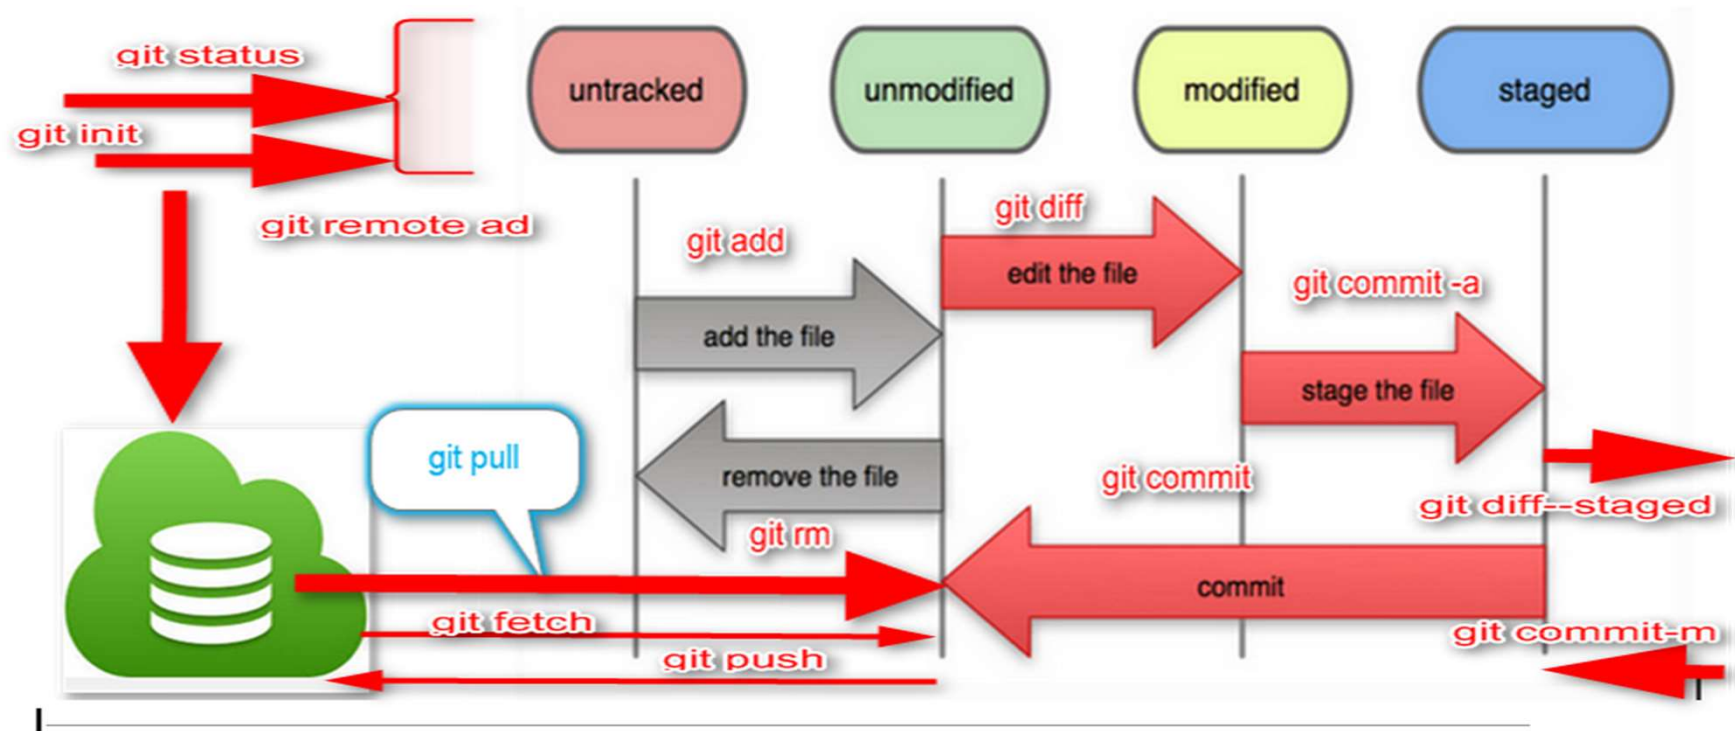 git status
git init
git remote ad
untracked
unmodified
modified
staged
git add
add the file
git diff
edit the file
git commit -a
stage the file
git pull
remove the file
git rm
git commit
git diff--staged
commit
git fetch
git push
git commit-m